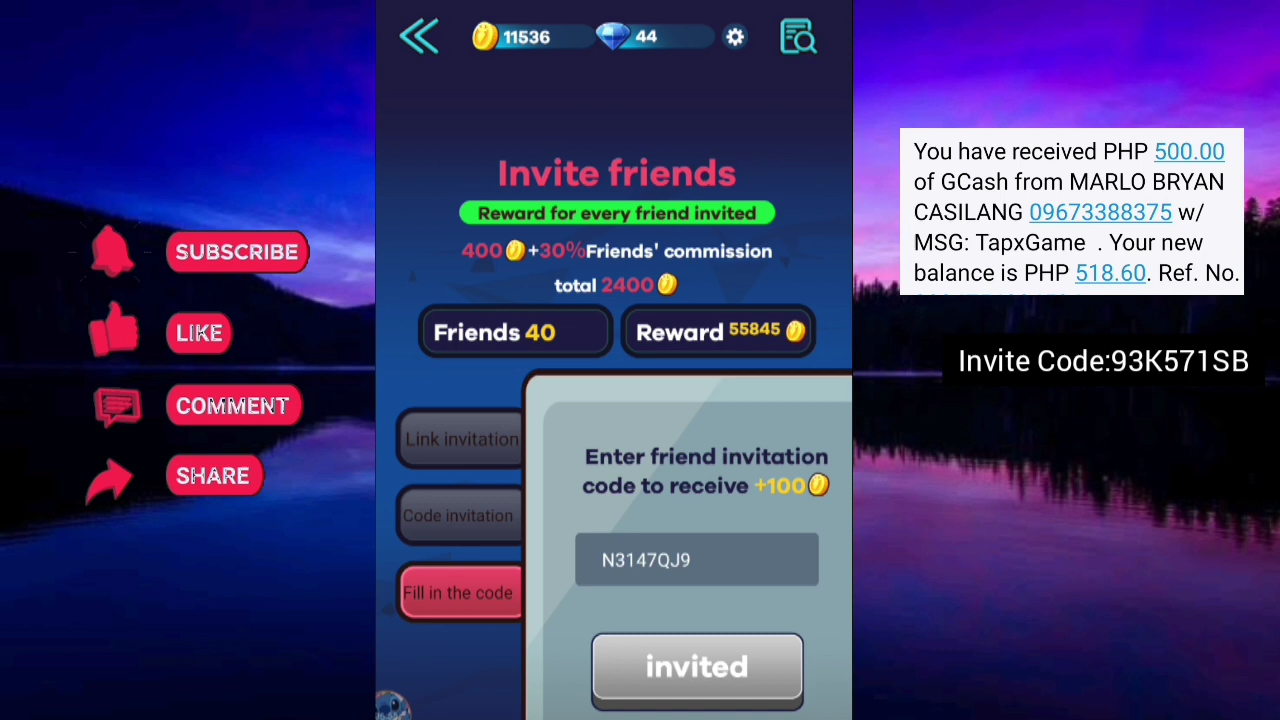 SUBSCRIBE
LIKE
COMMENT
SHARE
11536
44
Invite friends
Reward for every friend invited
400 +30%Friends' commission
total 2400
Friends 40
Reward 55845
Link invitation
Code invitation
Fill in the code
Enter friend invitation
code to receive +100
N3147QJ9
invited
You have received PHP 500.00
of GCash from MARLO BRYAN
CASILANG 09673388375 w/
MSG: TapxGame . Your new
balance is PHP 518.60. Ref. No.
Invite Code:93K571SB